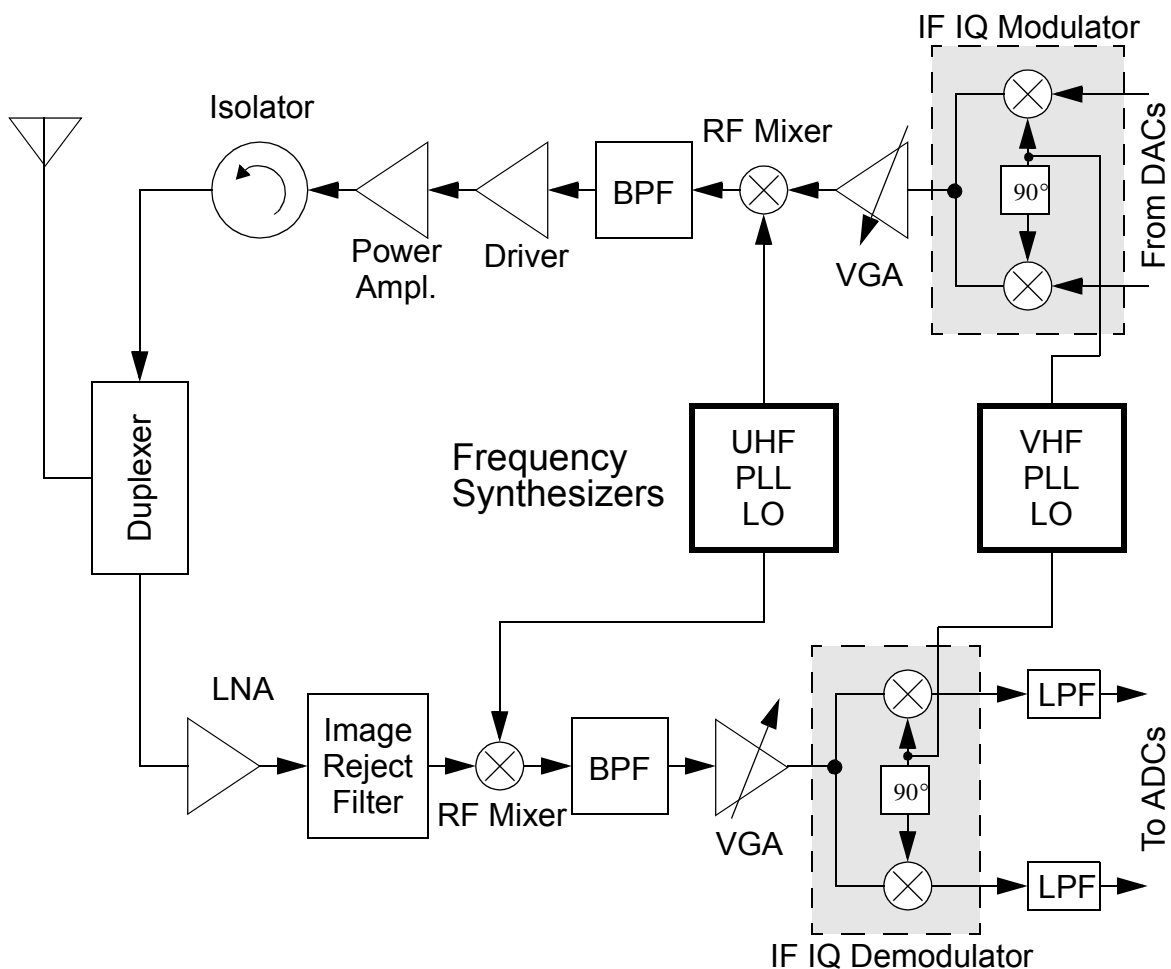 IF IQ Modulator
Isolator
RF Mixer
From DACs
BPF
90°
Power
Ampl.
Driver
VGA
Duplexer
Frequency
Synthesizers
UHF
PLL
LO
VHF
PLL
LO
LNA
Image
Reject
Filter
RF Mixer
BPF
VGA
90°
LPF
LPF
To ADCs
IF IQ Demodulator